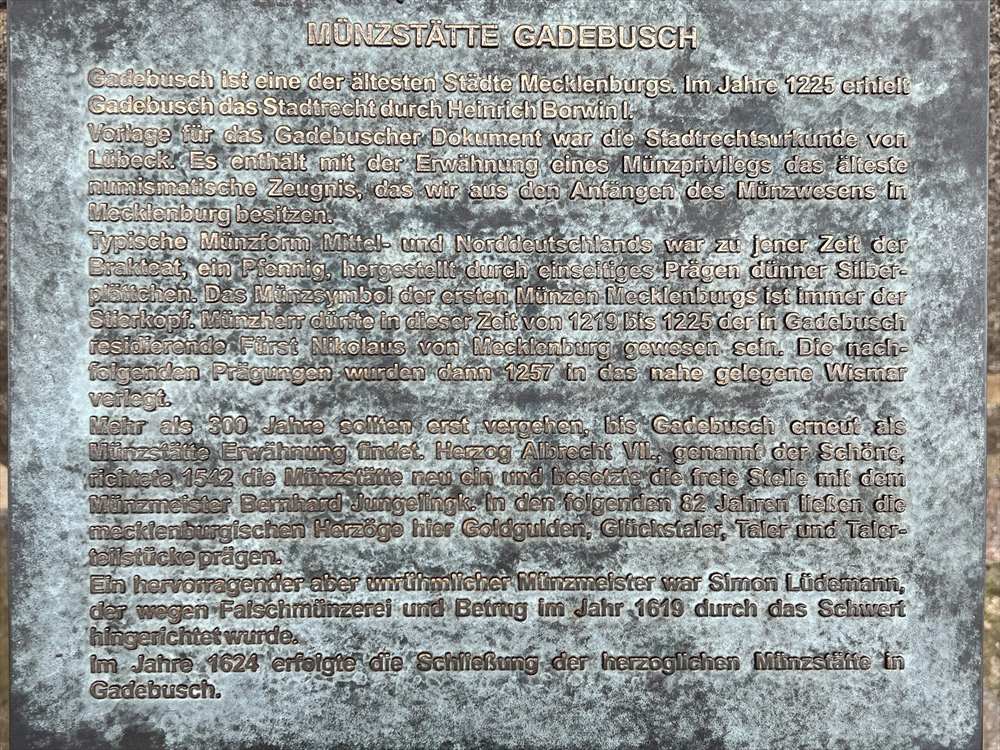 MÜNZSTÄTTE GADEBUSCH
Gadebusch ist eine der ältesten Städte Mecklenburgs. Im Jahre 1225 erhielt
Gadebusch das Stadtrecht durch Heinrich Borwin I.
Vorlage für das Gadebuscher Dokument war die Stadtrechtsurkunde von
Lübeck. Es enthält mit der Erwähnung eines Münzprivilegs das älteste
numismatische Zeugnis, das wir aus den Anfängen des Münzwesens in
Mecklenburg besitzen.
Typische Münzform Mittel- und Norddeutschlands war zu jener Zeit der
Brakteat, ein Pfennig, hergestellt durch einseitiges Prägen dünner Silber-
plättchen. Das Münzsymbol der ersten Münzen Mecklenburgs ist immer der
Stierkopf. Münzherr dürfte in dieser Zeit von 1219 bis 1225 der in Gadebusch
residierende Fürst Nikolaus von Mecklenburg gewesen sein. Die nach-
folgenden Prägungen wurden dann 1257 in das nahe gelegene Wismar
verlegt.
Mehr als 300 Jahre sollten erst vergehen, bis Gadebusch erneut als
Münzstätte Erwähnung findet. Herzog Albrecht VII., genannt der Schöne,
richtete 1542 die Münzstätte neu ein und besetzte die freie Stelle mit dem
Münzmeister Bernhard Jungelingk. In den folgenden 82 Jahren ließen die
mecklenburgischen Herzöge hier Goldgulden, Glückstaler, Taler und Taler-
teilstücke prägen.
Ein hervorragender aber unrühmlicher Münzmeister war Simon Lüdemann,
der wegen Falschmünzerei und Betrug im Jahr 1619 durch das Schwert
hingerichtet wurde.
Im Jahre 1624 erfolgte die Schließung der herzoglichen Münzstätte in
Gadebusch.